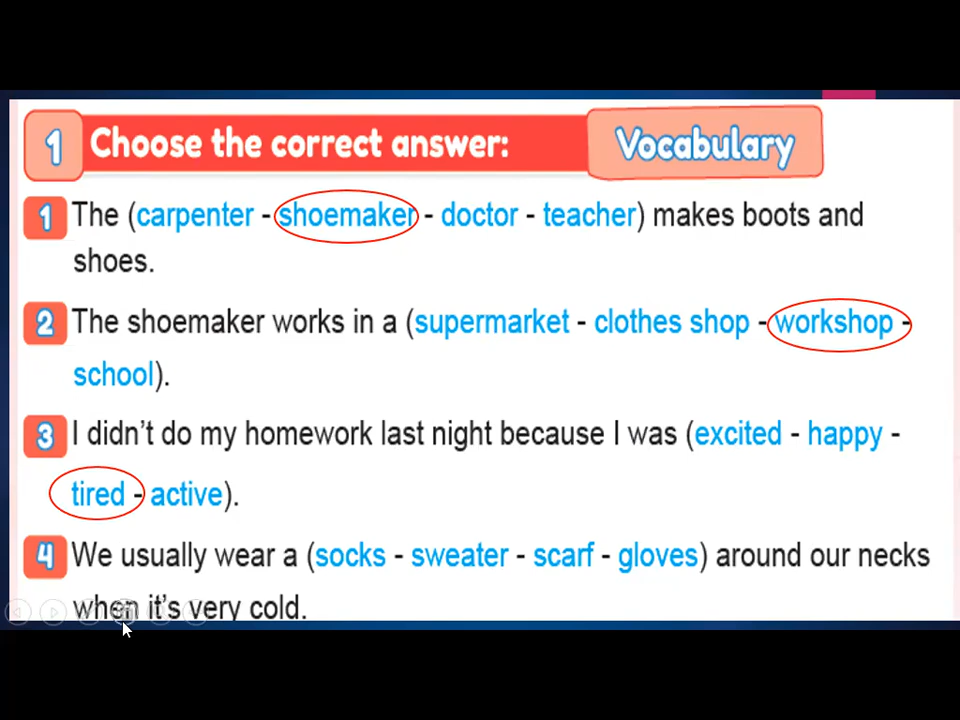 1 Choose the correct answer: Vocabulary
1 The (carpenter - shoemaker - doctor - teacher) makes boots and
shoes.
2 The shoemaker works in a (supermarket - clothes shop - workshop -
school).
3 I didn't do my homework last night because I was (excited - happy -
tired - active).
4 We usually wear a (socks - sweater - scarf - gloves) around our necks
when it's very cold.